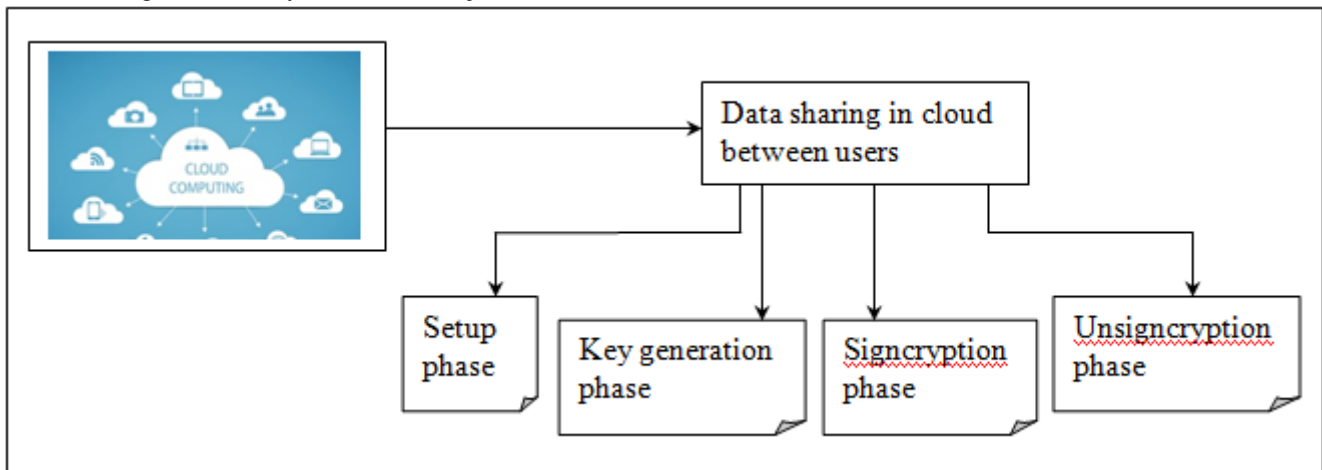 CLOUD
COMPUTING
Data sharing in cloud
between users
Setup
phase
Key generation
phase
Signcryption
phase
Unsigncryption
phase